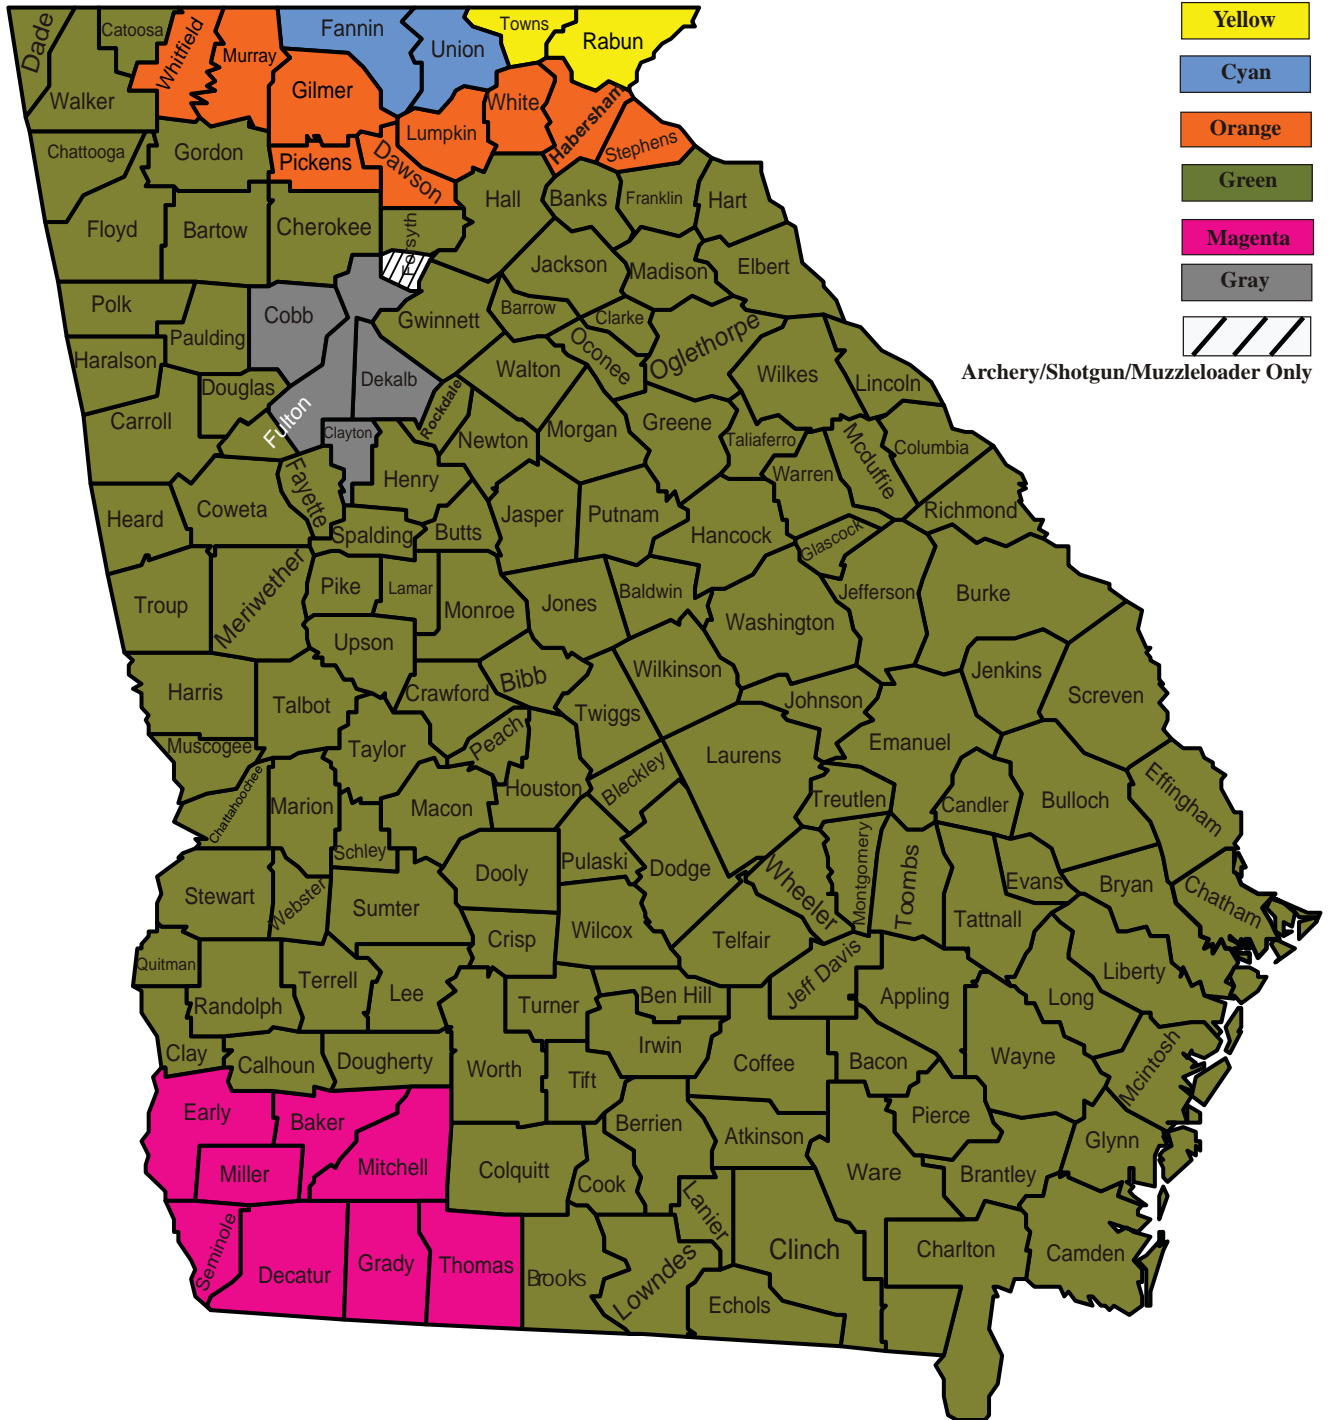 Yellow
Cyan
Orange
Green
Magenta
Gray
Archery/Shotgun/Muzzleloader Only
Dade
Catoosa
Whitfield
Murray
Fannin
Union
Towns
Rabun
Walker
Gilmer
White
Habersham
Stephens
Lumpkin
Chattooga
Gordon
Pickens
Dawson
Hall
Banks
Franklin
Hart
Floyd
Bartow
Cherokee
Forsyth
Jackson
Madison
Elbert
Polk
Paulding
Cobb
Gwinnett
Barrow
Clarke
Oconee
Oglethorpe
Haralson
Douglas
Dekalb
Rockdale
Walton
Wilkes
Lincoln
Carroll
Fulton
Clayton
Newton
Morgan
Greene
Taliaferro
Mcduffie
Columbia
Warren
Heard
Coweta
Fayette
Henry
Spalding
Butts
Jasper
Putnam
Hancock
Glascock
Richmond
Troup
Meriwether
Pike
Lamar
Monroe
Jones
Baldwin
Washington
Jefferson
Burke
Upson
Harris
Talbot
Crawford
Bibb
Wilkinson
Twiggs
Johnson
Jenkins
Screven
Muscogee
Chattahoochee
Taylor
Peach
Houston
Bleckley
Laurens
Emanuel
Marion
Schley
Macon
Treutlen
Candler
Bulloch
Effingham
Stewart
Webster
Sumter
Dooly
Pulaski
Dodge
Wheeler
Montgomery
Toombs
Tattnall
Evans
Bryan
Chatham
Crisp
Wilcox
Telfair
Quitman
Randolph
Terrell
Lee
Turner
Ben Hill
Jeff Davis
Appling
Long
Liberty
Clay
Calhoun
Dougherty
Worth
Tift
Irwin
Coffee
Bacon
Wayne
Mcintosh
Early
Baker
Miller
Mitchell
Colquitt
Cook
Berrien
Atkinson
Pierce
Ware
Brantley
Glynn
Seminole
Decatur
Grady
Thomas
Brooks
Lowndes
Lanier
Clinch
Echols
Charlton
Camden